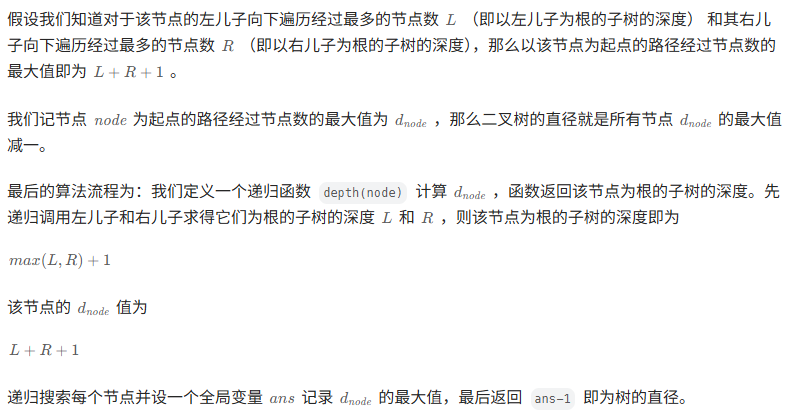 假设我们知道对于该节点的左儿子向下遍历经过最多的节点数 L （即以左儿子为根的子树的深度） 和其右儿
子向下遍历经过最多的节点数 R （即以右儿子为根的子树的深度），那么以该节点为起点的路径经过节点数的
最大值即为 L + R + 1 。
我们记节点 node 为起点的路径经过节点数的最大值为 d_node ，那么二叉树的直径就是所有节点 d_node 的最大值
减一。
最后的算法流程为：我们定义一个递归函数 depth(node) 计算 d_node ，函数返回该节点为根的子树的深度。先
递归调用左儿子和右儿子求得它们为根的子树的深度 L 和 R ，则该节点为根的子树的深度即为
max(L, R) + 1
该节点的 d_node 值为
L + R + 1
递归搜索每个节点并设一个全局变量 ans 记录 d_node 的最大值，最后返回 ans-1 即为树的直径。